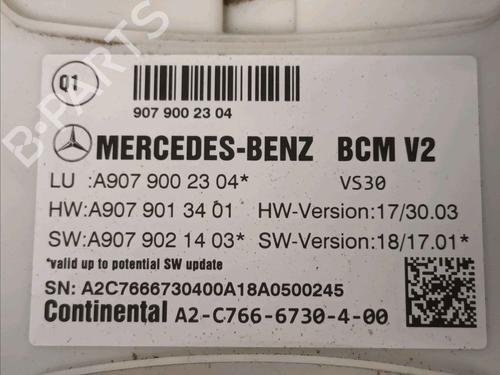 Q1
907 900 23 04
MERCEDES-BENZ BCM V2
LU :A907 900 23 04* VS30
HW:A907 901 34 01 HW-Version:17/30.03
SW:A907 902 14 03* SW-Version:18/17.01*
*valid up to potential SW update
SN: A2C7666730400A18A0500245
Continental A2-C766-6730-4-00
B-PARTS